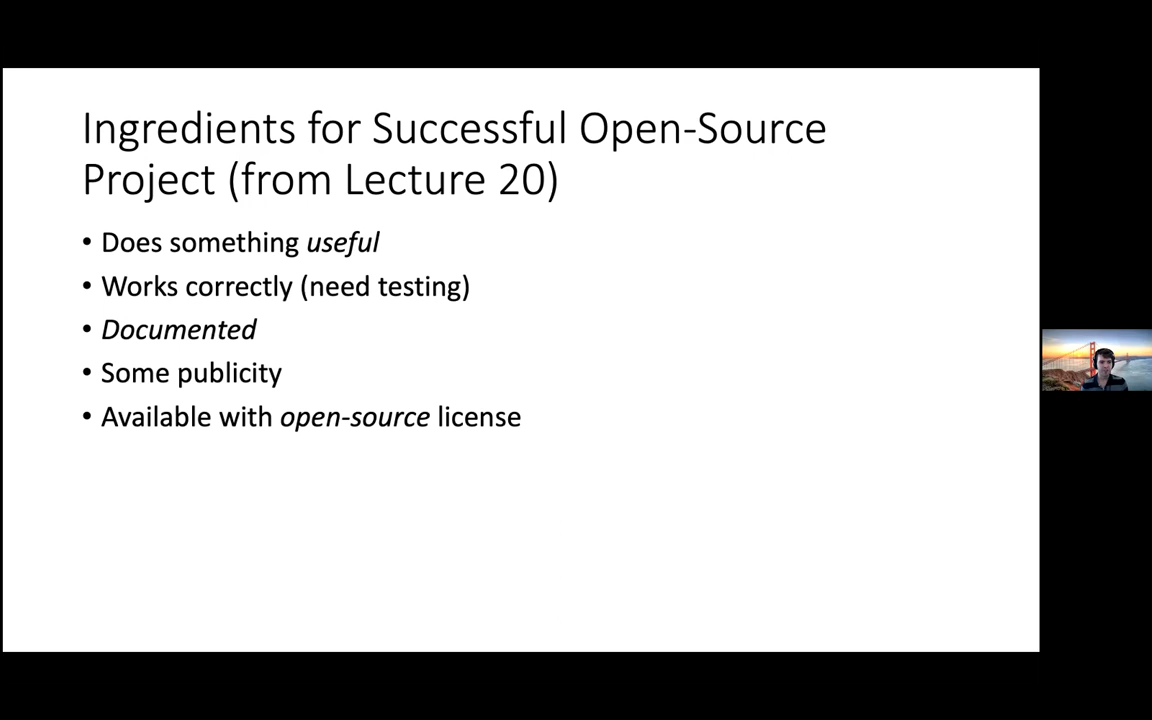 Ingredients for Successful Open-Source
Project (from Lecture 20)
• Does something useful
• Works correctly (need testing)
• Documented
• Some publicity
• Available with open-source license